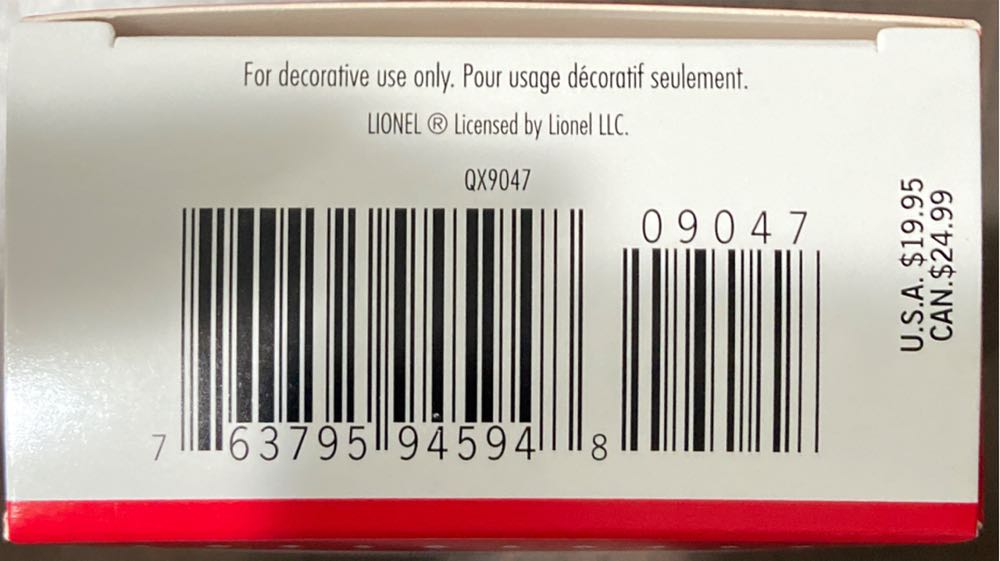 For decorative use only. Pour usage décoratif seulement.
LIONEL ® Licensed by Lionel LLC.
QX9047
09047
7 63795 94594 8
U.S.A. $19.95
CAN.$24.99